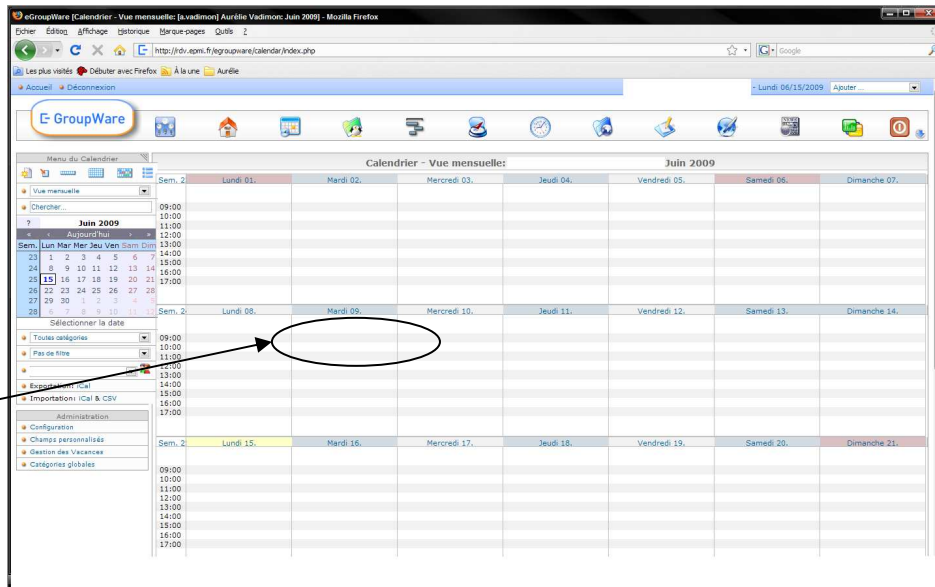 eGroupWare [Calendrier - Vue mensuelle: [a.vadimon] Aurélie Vadimon: Juin 2009] - Mozilla Firefox
Fichier Édition Affichage Historique Marque-pages Outils ?
http://rdv.epmi.fr/egroupware/calendar/index.php
Google
Les plus visités Débuter avec Firefox À la une Aurélie
Accueil Déconnexion
- Lundi 06/15/2009 Ajouter ...
E- GroupWare
Menu du Calendrier
Calendrier - Vue mensuelle: Juin 2009
Sem. 2 Lundi 01. Mardi 02. Mercredi 03. Jeudi 04. Vendredi 05. Samedi 06. Dimanche 07.
Vue mensuelle
Chercher...
09:00
10:00
11:00
12:00
13:00
14:00
15:00
16:00
17:00
? Juin 2009
« ‹ Aujourd'hui › »
Sem. Lun Mar Mer Jeu Ven Sam Dim
23 1 2 3 4 5 6 7
24 8 9 10 11 12 13 14
25 15 16 17 18 19 20 21
26 22 23 24 25 26 27 28
27 29 30 1 2 3 4 5
28 6 7 8 9 10 11 12
Sélectionner la date
Toutes catégories
Pas de filtre
Exportation: iCal
Importation: iCal & CSV
Administration
Configuration
Champs personnalisés
Gestion des Vacances
Catégories globales
Sem. 2 Lundi 08. Mardi 09. Mercredi 10. Jeudi 11. Vendredi 12. Samedi 13. Dimanche 14.
09:00
10:00
11:00
12:00
13:00
14:00
15:00
16:00
17:00
Sem. 2 Lundi 15. Mardi 16. Mercredi 17. Jeudi 18. Vendredi 19. Samedi 20. Dimanche 21.
09:00
10:00
11:00
12:00
13:00
14:00
15:00
16:00
17:00